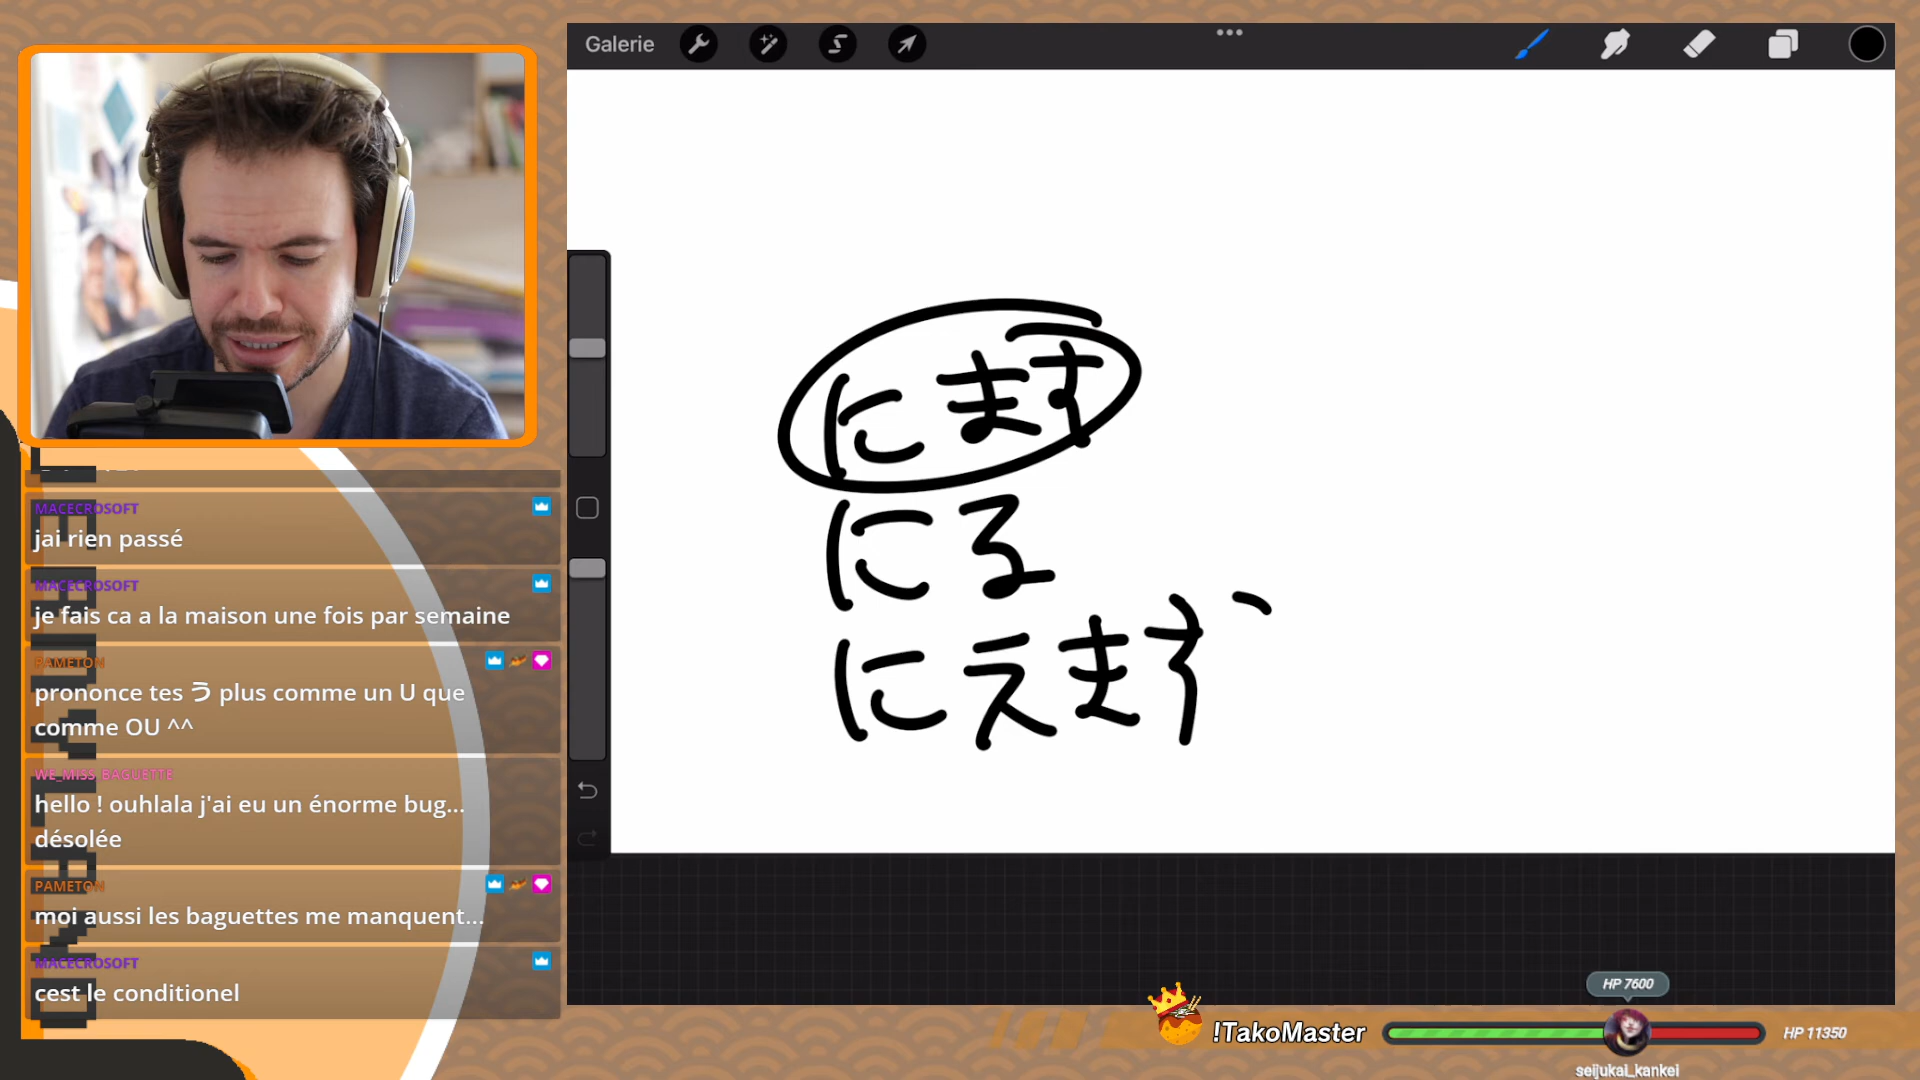 Galerie
にます
にる
にえます
MACECROSOFT
jai rien passé
MACECROSOFT
je fais ca a la maison une fois par semaine
PAMETON
prononce tes う plus comme un U que
comme OU ^^
WE_MISS_BAGUETTE
hello ! ouhlala j'ai eu un énorme bug...
désolée
PAMETON
moi aussi les baguettes me manquent...
MACECROSOFT
cest le conditionel
HP 7600
!TakoMaster
HP 11350
seijukai_kankei